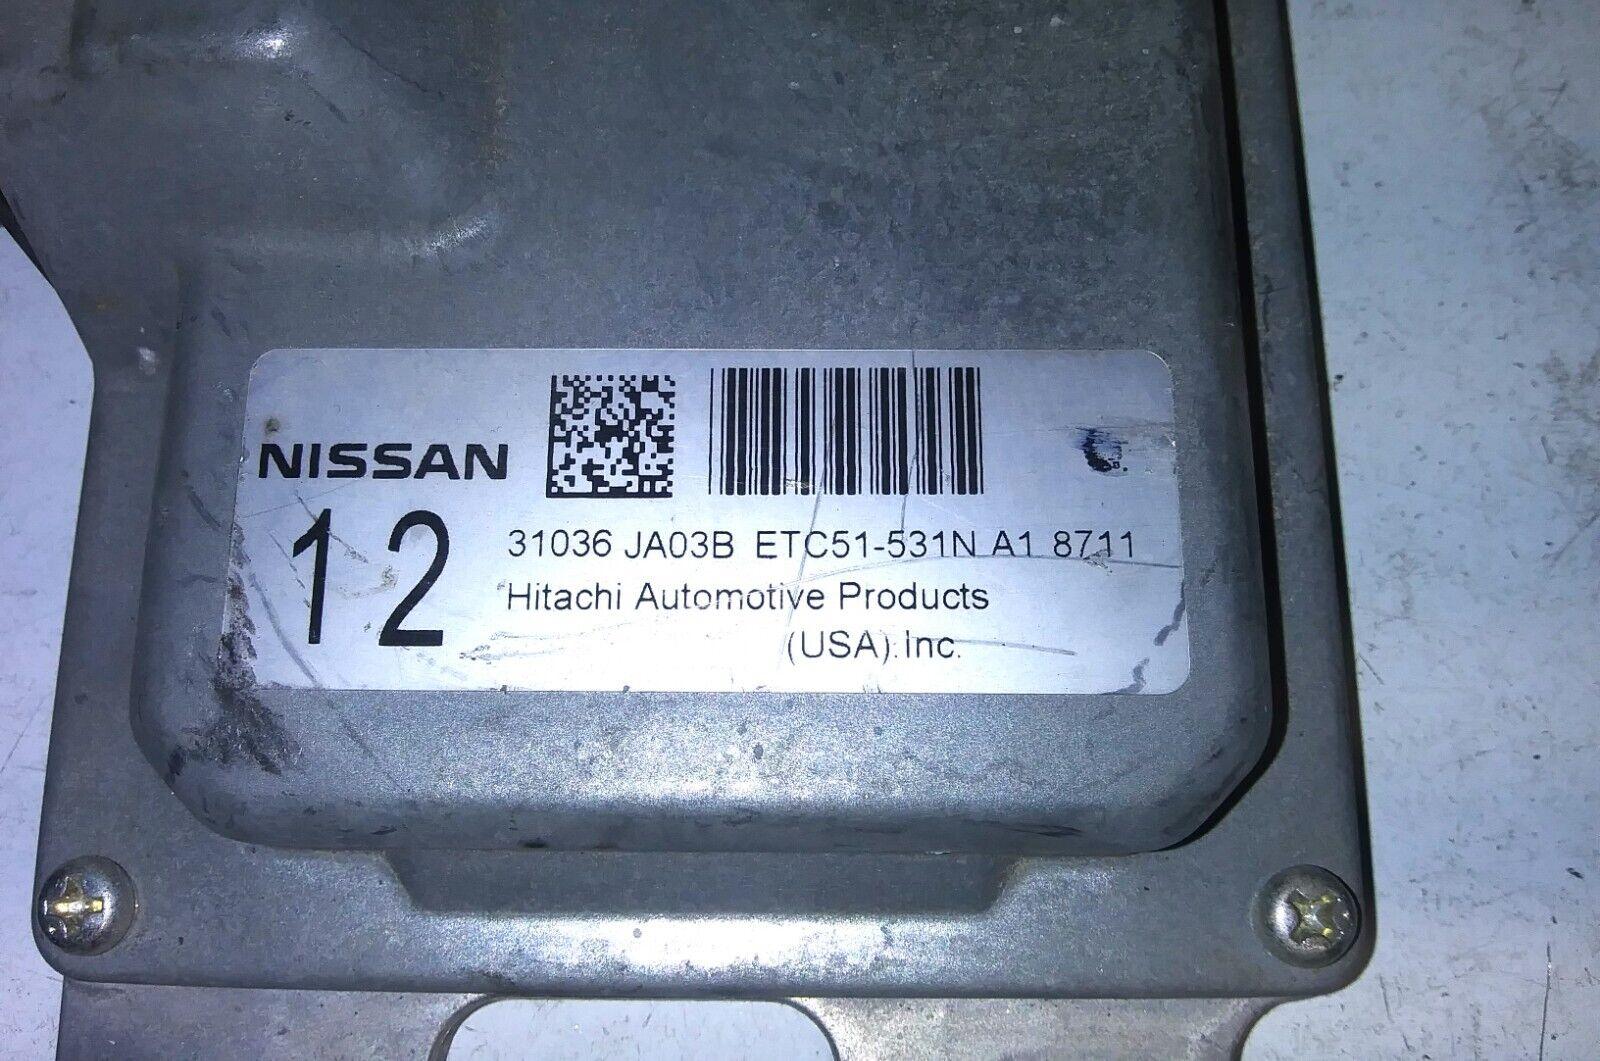 NISSAN
12
31036 JA03B ETC51-531N A1 8711
Hitachi Automotive Products
(USA).Inc.